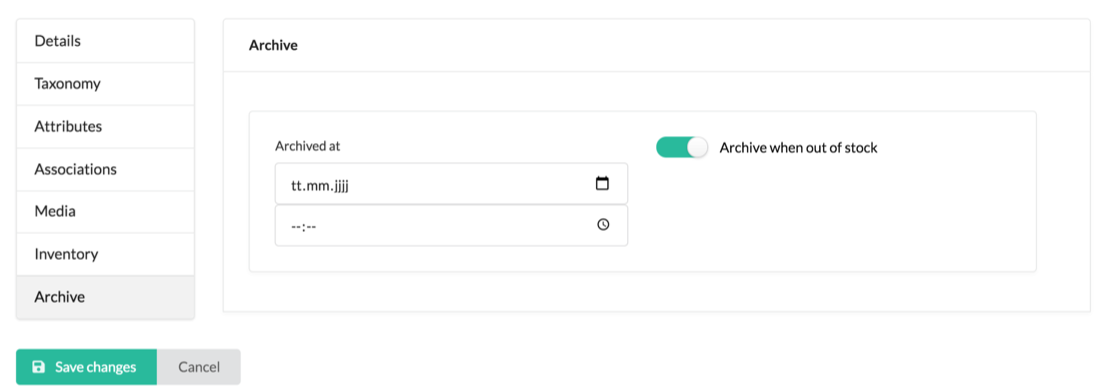 Details
Taxonomy
Attributes
Associations
Media
Inventory
Archive
Archive
Archived at
tt.mm.jjjj
--:--
Archive when out of stock
Save changes
Cancel